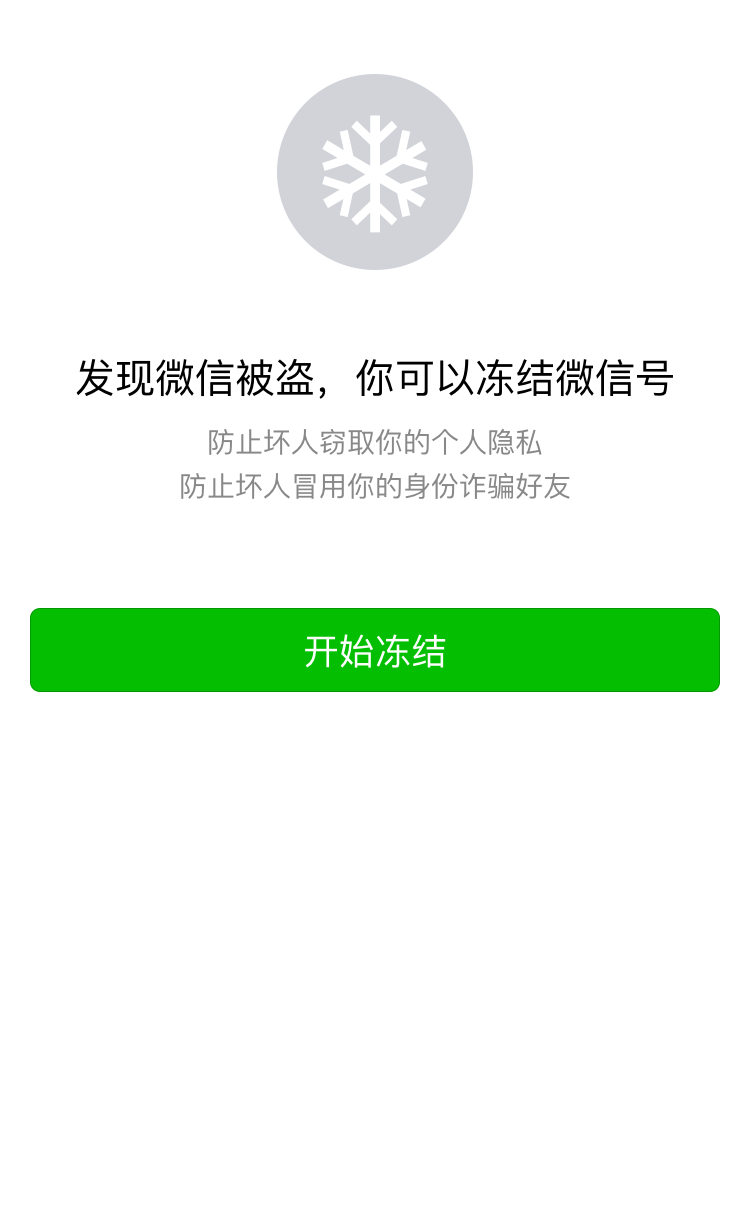 发现微信被盗，你可以冻结微信号
防止坏人窃取你的个人隐私
防止坏人冒用你的身份诈骗好友
开始冻结